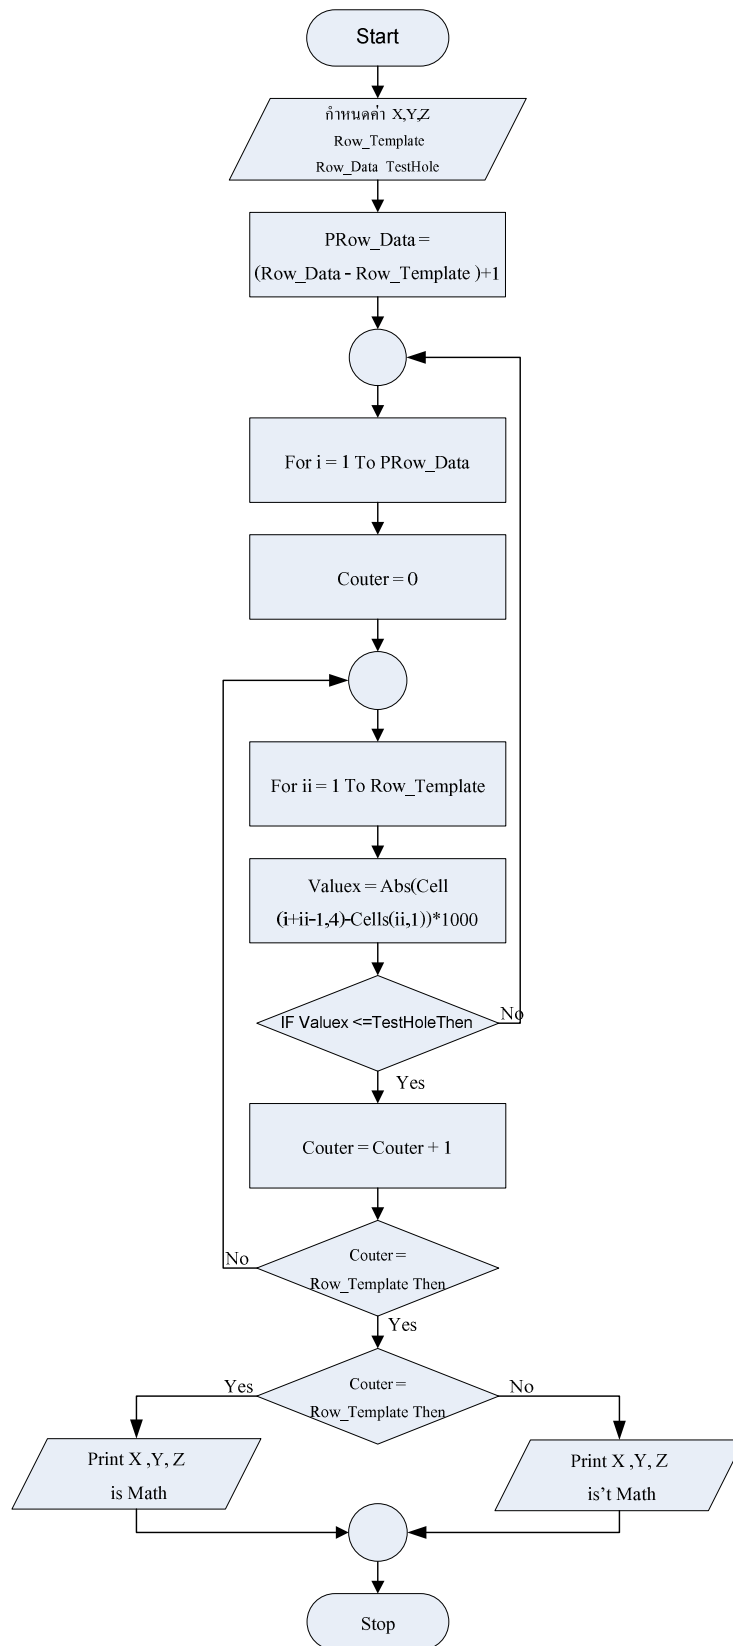 Start
กำหนดค่า X,Y,Z
Row_Template
Row_Data TestHole
PRow_Data =
(Row_Data - Row_Template )+1
For i = 1 To PRow_Data
Couter = 0
For ii = 1 To Row_Template
Valuex = Abs(Cell
(i+ii-1,4)-Cells(ii,1))*1000
IF Valuex <=TestHoleThen
No
Yes
Couter = Couter + 1
No
Couter =
Row_Template Then
Yes
Yes
Couter =
Row_Template Then
No
Print X ,Y, Z
is Math
Print X ,Y, Z
is't Math
Stop